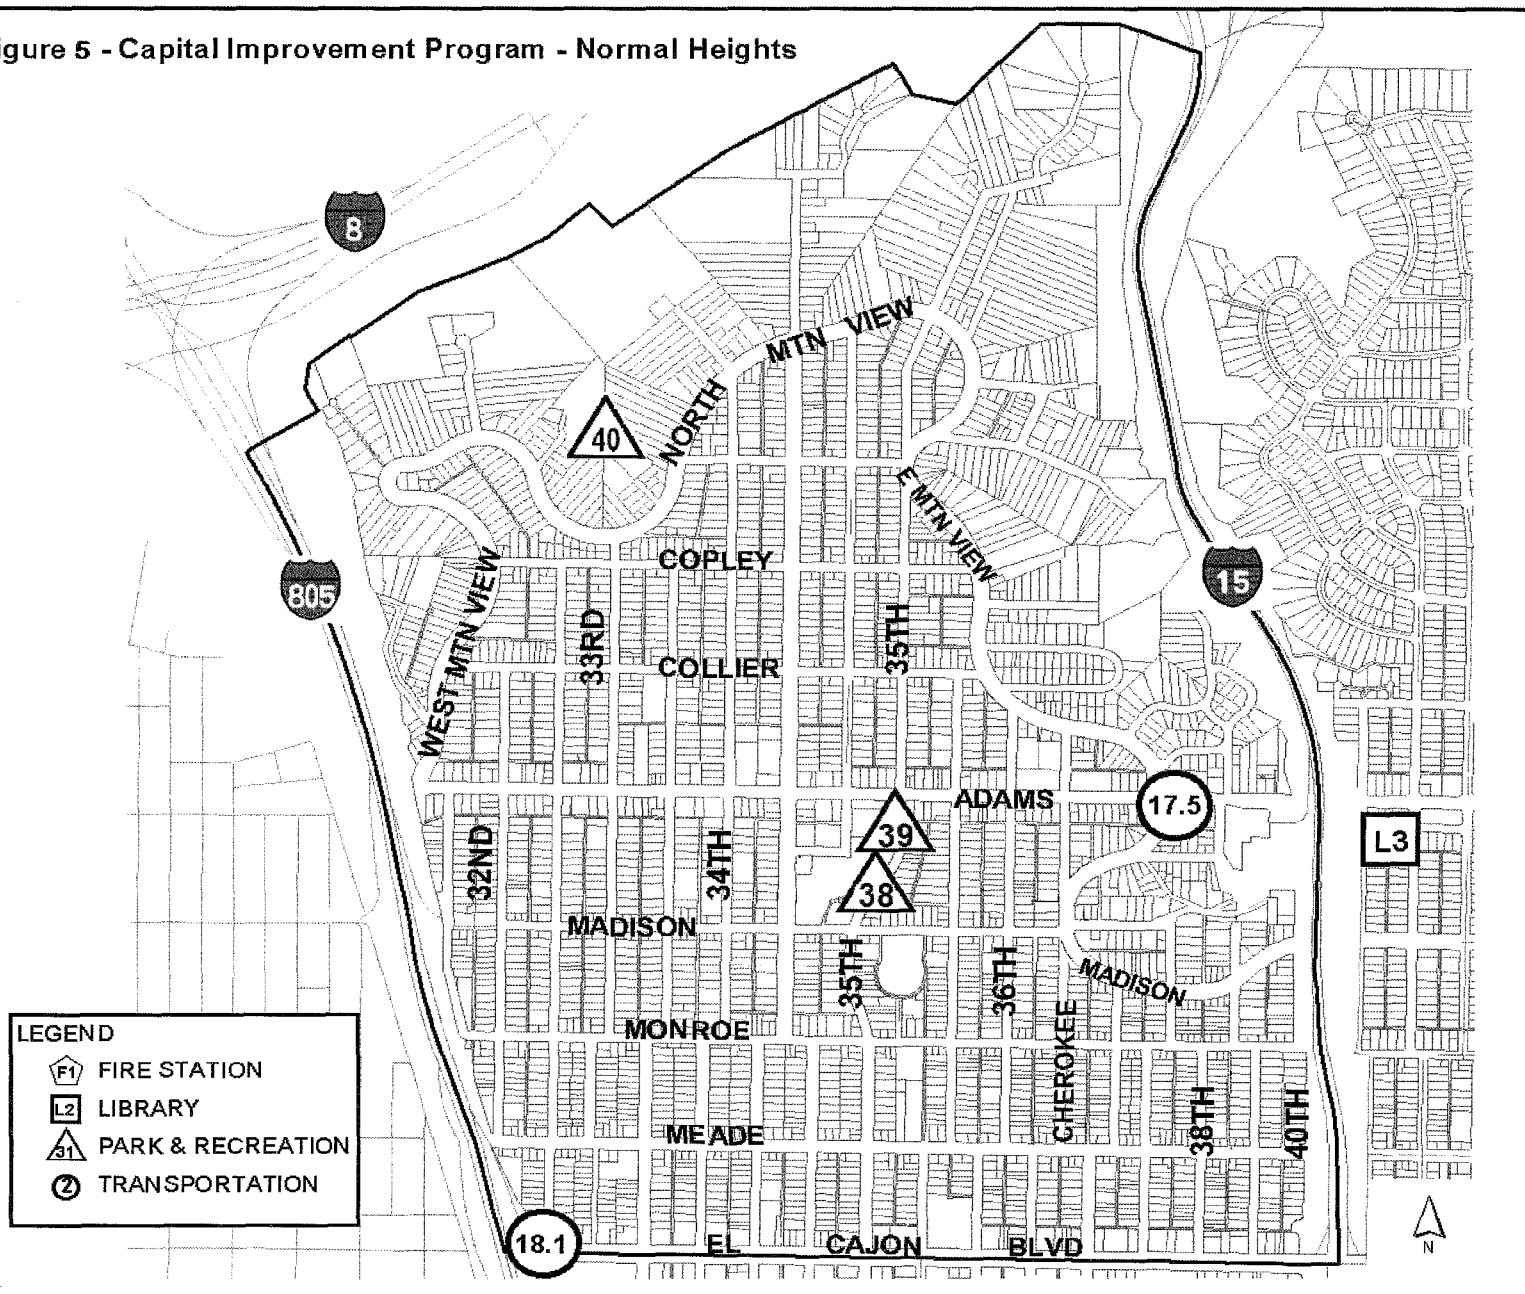 igure 5 - Capital Improvement Program - Normal Heights
8
MTN VIEW
NORTH
40
E MTN VIEW
COPLEY
805
15
WEST MTN VIEW
33RD
35TH
COLLIER
ADAMS
17.5
39
L3
32ND
34TH
38
MADISON
35TH
36TH
MADISON
MONROE
CHEROKEE
MEADE
38TH
40TH
18.1
EL CAJON BLVD
N
LEGEND
F1 FIRE STATION
L2 LIBRARY
31 PARK & RECREATION
2 TRANSPORTATION